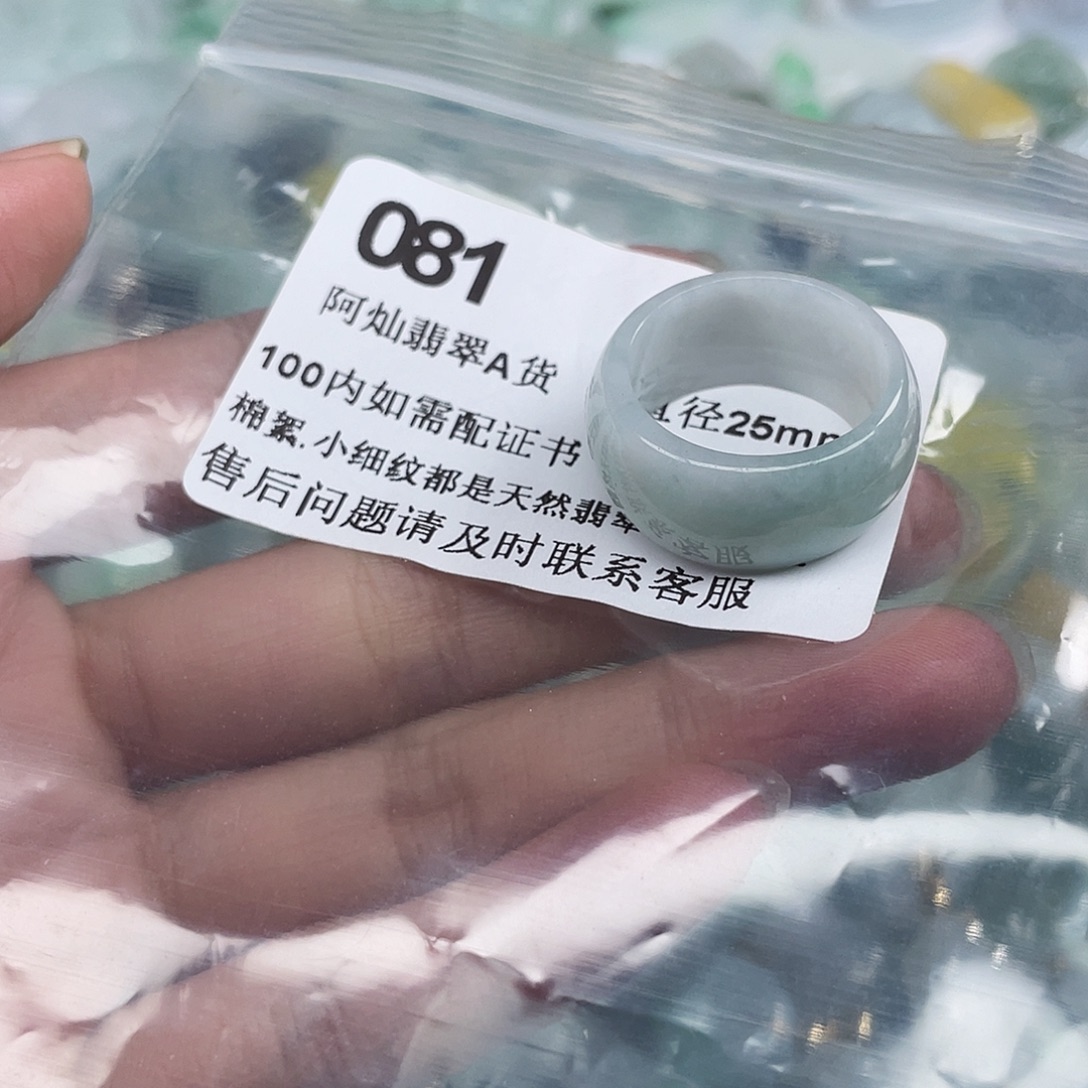 081
阿灿翡翠A货
100内如需配证书 径25mm
棉絮.小细纹都是天然翡翠
售后问题请及时联系客服